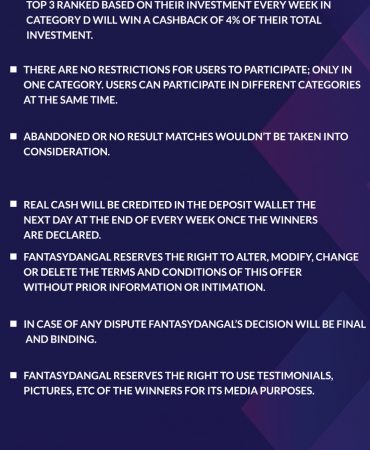 TOP 3 RANKED BASED ON THEIR INVESTMENT EVERY WEEK IN
CATEGORY D WILL WIN A CASHBACK OF 4% OF THEIR TOTAL
INVESTMENT.
THERE ARE NO RESTRICTIONS FOR USERS TO PARTICIPATE; ONLY IN
ONE CATEGORY. USERS CAN PARTICIPATE IN DIFFERENT CATEGORIES
AT THE SAME TIME.
ABANDONED OR NO RESULT MATCHES WOULDN'T BE TAKEN INTO
CONSIDERATION.
REAL CASH WILL BE CREDITED IN THE DEPOSIT WALLET THE
NEXT DAY AT THE END OF EVERY WEEK ONCE THE WINNERS
ARE DECLARED.
FANTASYDANGAL RESERVES THE RIGHT TO ALTER, MODIFY, CHANGE
OR DELETE THE TERMS AND CONDITIONS OF THIS OFFER
WITHOUT PRIOR INFORMATION OR INTIMATION.
IN CASE OF ANY DISPUTE FANTASYDANGAL'S DECISION WILL BE FINAL
AND BINDING.
FANTASYDANGAL RESERVES THE RIGHT TO USE TESTIMONIALS,
PICTURES, ETC OF THE WINNERS FOR ITS MEDIA PURPOSES.